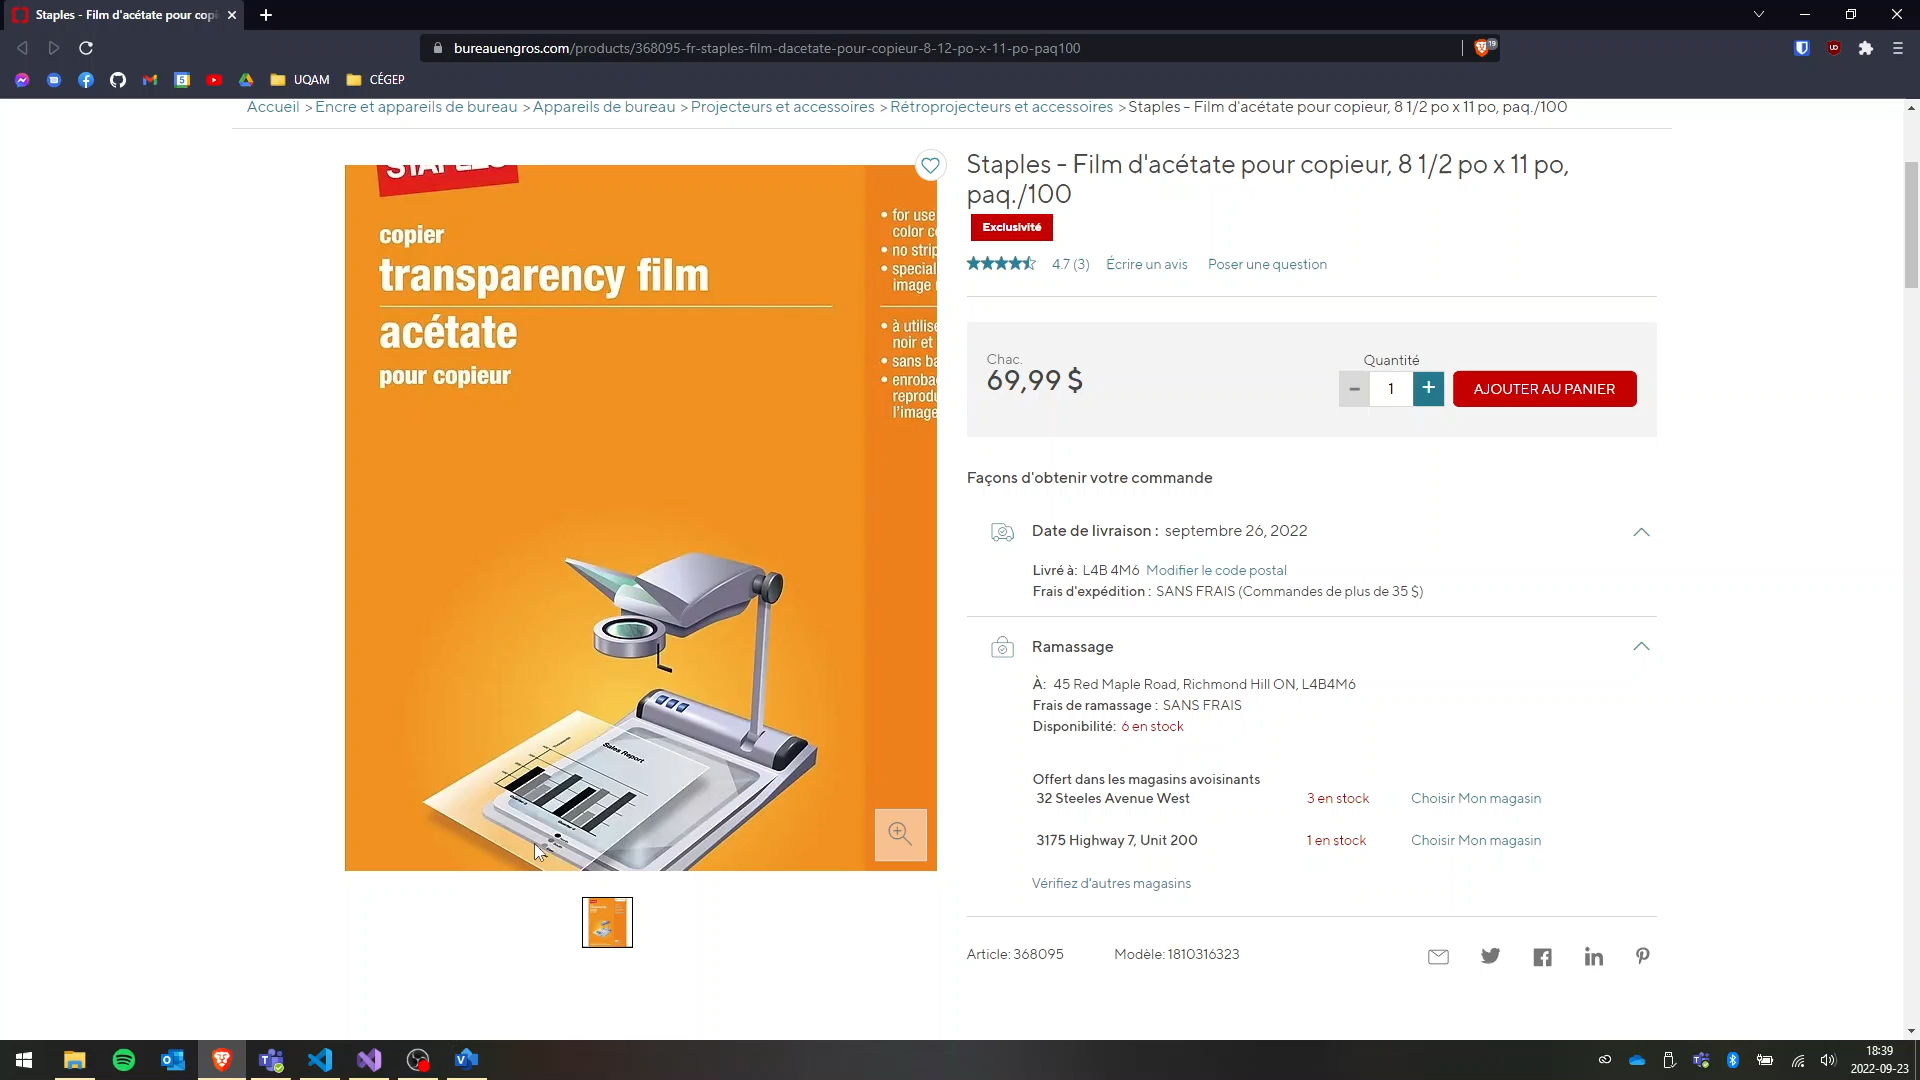 Staples - Film d'acétate pour copi
bureauengros.com/products/368095-fr-staples-film-dacetate-pour-copieur-8-12-po-x-11-po-paq100
19
UQAM
CÉGEP
Accueil > Encre et appareils de bureau > Appareils de bureau > Projecteurs et accessoires > Rétroprojecteurs et accessoires > Staples - Film d'acétate pour copieur, 8 1/2 po x 11 po, paq./100
STAPLES
copier
transparency film
acétate
pour copieur
• for use
color c
• no strip
• special
image
• à utilise
noir et
• sans ba
• enroba
reprodu
l'image
Sales Report
Staples - Film d'acétate pour copieur, 8 1/2 po x 11 po,
paq./100
Exclusivité
4.7 (3)
Écrire un avis
Poser une question
Chac.
69,99 $
Quantité
- 1 +
AJOUTER AU PANIER
Façons d'obtenir votre commande
Date de livraison : septembre 26, 2022
Livré à: L4B 4M6 Modifier le code postal
Frais d'expédition : SANS FRAIS (Commandes de plus de 35 $)
Ramassage
À: 45 Red Maple Road, Richmond Hill ON, L4B4M6
Frais de ramassage : SANS FRAIS
Disponibilité: 6 en stock
Offert dans les magasins avoisinants
32 Steeles Avenue West 3 en stock Choisir Mon magasin
3175 Highway 7, Unit 200 1 en stock Choisir Mon magasin
Vérifiez d'autres magasins
Article: 368095 Modèle: 1810316323
18:39
2022-09-23